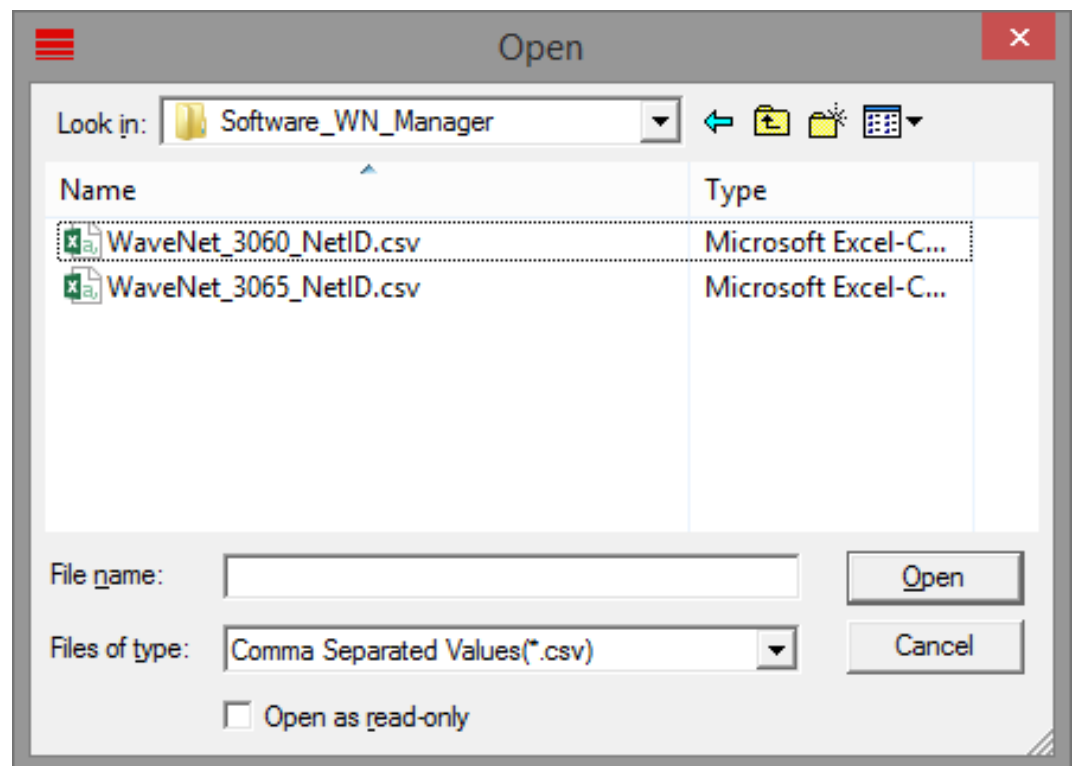 Open
Look in: Software_WN_Manager
Name Type
WaveNet_3060_NetID.csv Microsoft Excel-C...
WaveNet_3065_NetID.csv Microsoft Excel-C...
File name: Open
Files of type: Comma Separated Values(*.csv) Cancel
Open as read-only